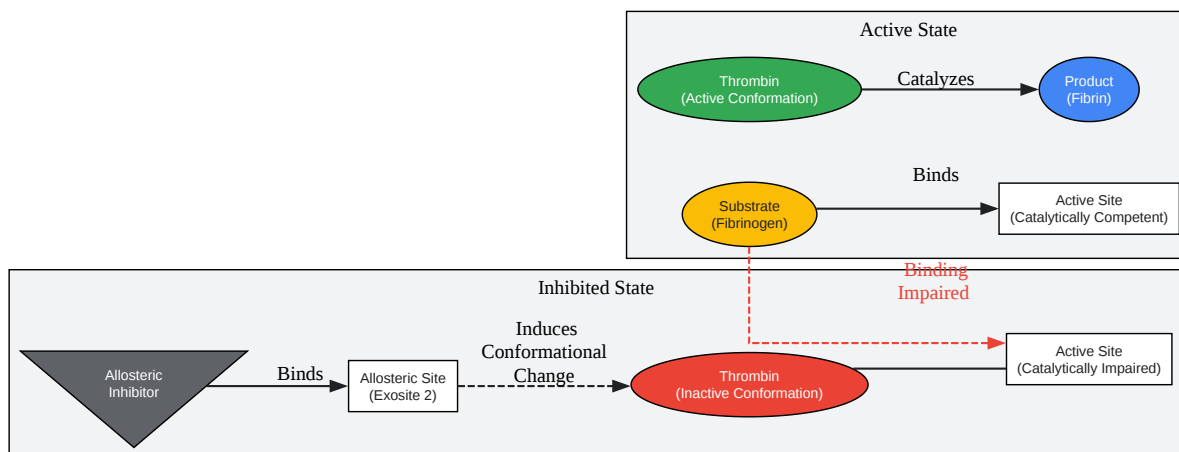 Active State
Thrombin
(Active Conformation)
Catalyzes
Product
(Fibrin)
Substrate
(Fibrinogen)
Binds
Active Site
(Catalytically Competent)
Binding
Impaired
Inhibited State
Allosteric
Inhibitor
Binds
Allosteric Site
(Exosite 2)
Induces
Conformational
Change
Thrombin
(Inactive Conformation)
Active Site
(Catalytically Impaired)